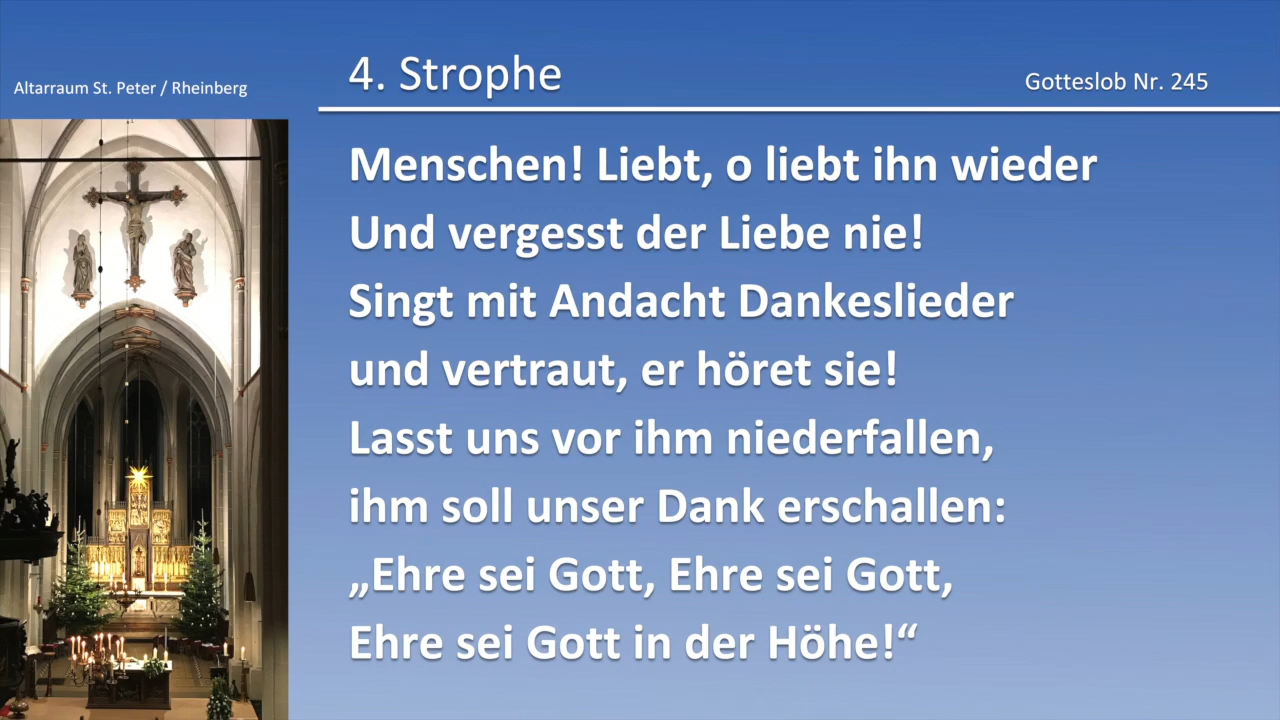 Altarraum St. Peter / Rheinberg
4. Strophe
Gotteslob Nr. 245
Menschen! Liebt, o liebt ihn wieder
Und vergesst der Liebe nie!
Singt mit Andacht Dankeslieder
und vertraut, er höret sie!
Lasst uns vor ihm niederfallen,
ihm soll unser Dank erschallen:
„Ehre sei Gott, Ehre sei Gott,
Ehre sei Gott in der Höhe!“